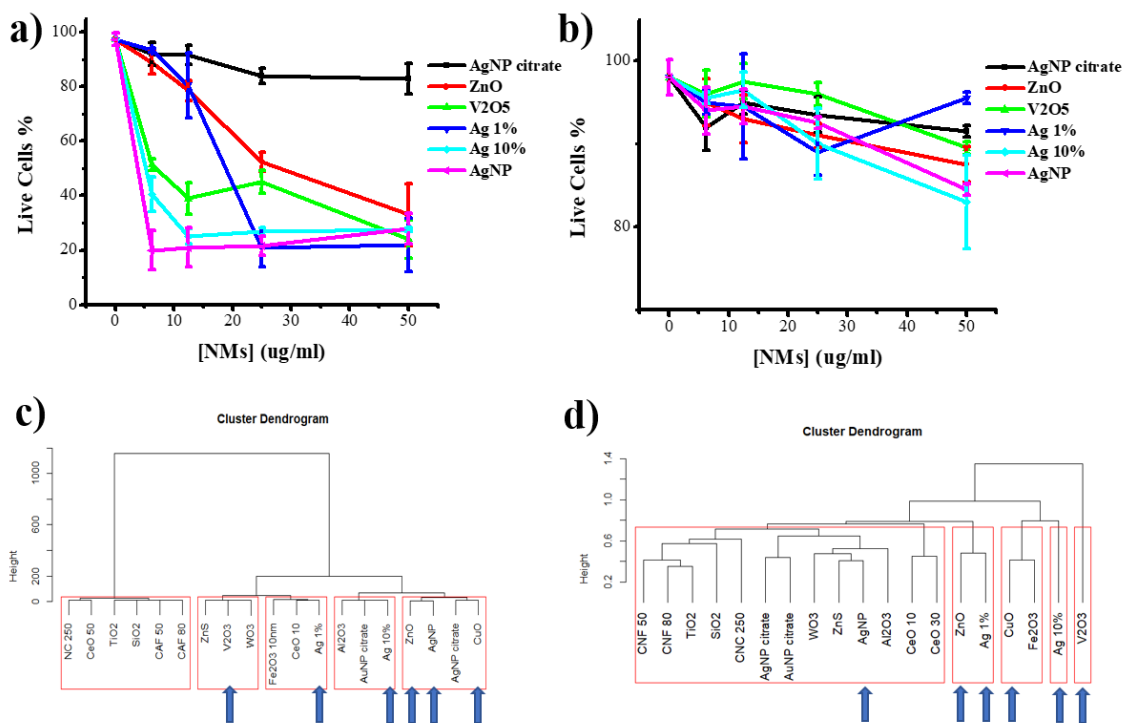 a)
Live Cells %
100
80
60
40
20
0
0 10 20 30 40 50
[NMs] (ug/ml)
AgNP citrate
ZnO
V2O5
Ag 1%
Ag 10%
AgNP
b)
Live Cells %
100
80
0 10 20 30 40 50
[NMs] (ug/ml)
AgNP citrate
ZnO
V2O5
Ag 1%
Ag 10%
AgNP
c)
Cluster Dendrogram
Height
1000
600
200
0
NC 250
CeO 50
TiO2
SiO2
CAF 50
CAF 80
ZnS
V2O3
WO3
Fe2O3 10nm
CeO 10
Ag 1%
Al2O3
AuNP citrate
Ag 10%
ZnO
AgNP
AgNP citrate
CuO
d)
Cluster Dendrogram
Height
1.4
1.0
0.6
0.2
CNF 50
CNF 80
TiO2
SiO2
CNC 250
AgNP citrate
AuNP citrate
WO3
ZnS
AgNP
Al2O3
CeO 10
CeO 30
ZnO
Ag 1%
CuO
Fe2O3
Ag 10%
V2O3